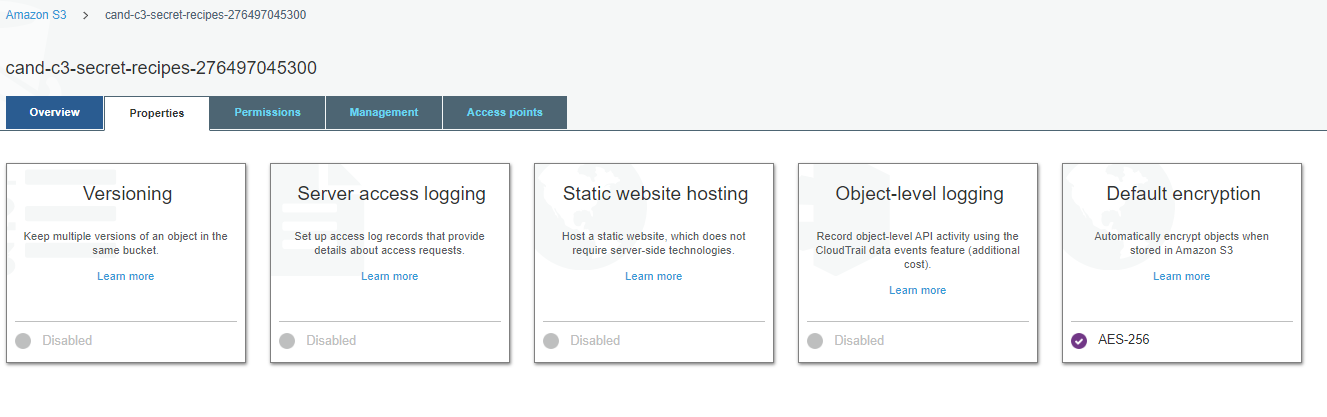 Amazon S3 > cand-c3-secret-recipes-276497045300
cand-c3-secret-recipes-276497045300
Overview Properties Permissions Management Access points
Versioning
Keep multiple versions of an object in the
same bucket.
Learn more
Disabled
Server access logging
Set up access log records that provide
details about access requests.
Learn more
Disabled
Static website hosting
Host a static website, which does not
require server-side technologies.
Learn more
Disabled
Object-level logging
Record object-level API activity using the
CloudTrail data events feature (additional
cost).
Learn more
Disabled
Default encryption
Automatically encrypt objects when
stored in Amazon S3
Learn more
AES-256